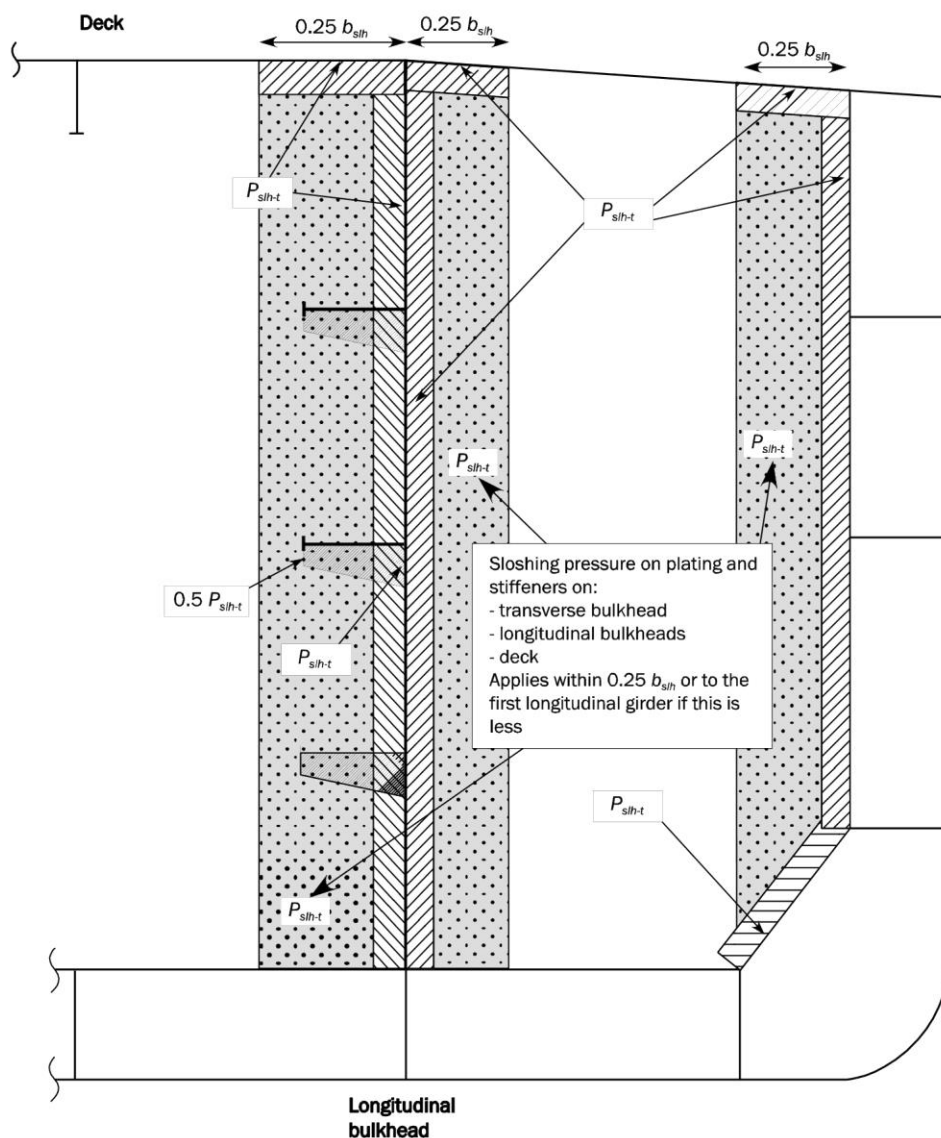 Deck
0.25 b_slh
0.25 b_slh
0.25 b_slh
P_slh-t
P_slh-t
P_slh-t
P_slh-t
0.5 P_slh-t
P_slh-t
Sloshing pressure on plating and
stiffeners on:
- transverse bulkhead
- longitudinal bulkheads
- deck
Applies within 0.25 b_slh or to the
first longitudinal girder if this is
less
P_slh-t
P_slh-t
Longitudinal
bulkhead